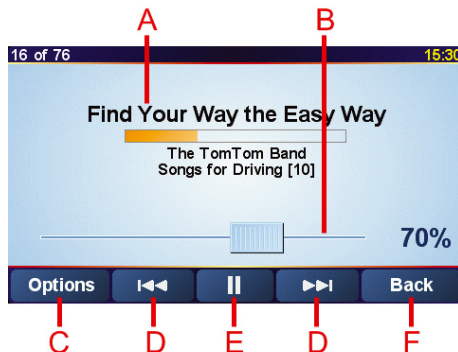 A B
16 of 76 15:30
Find Your Way the Easy Way
The TomTom Band
Songs for Driving [10]
70%
Options Back
C D E D F